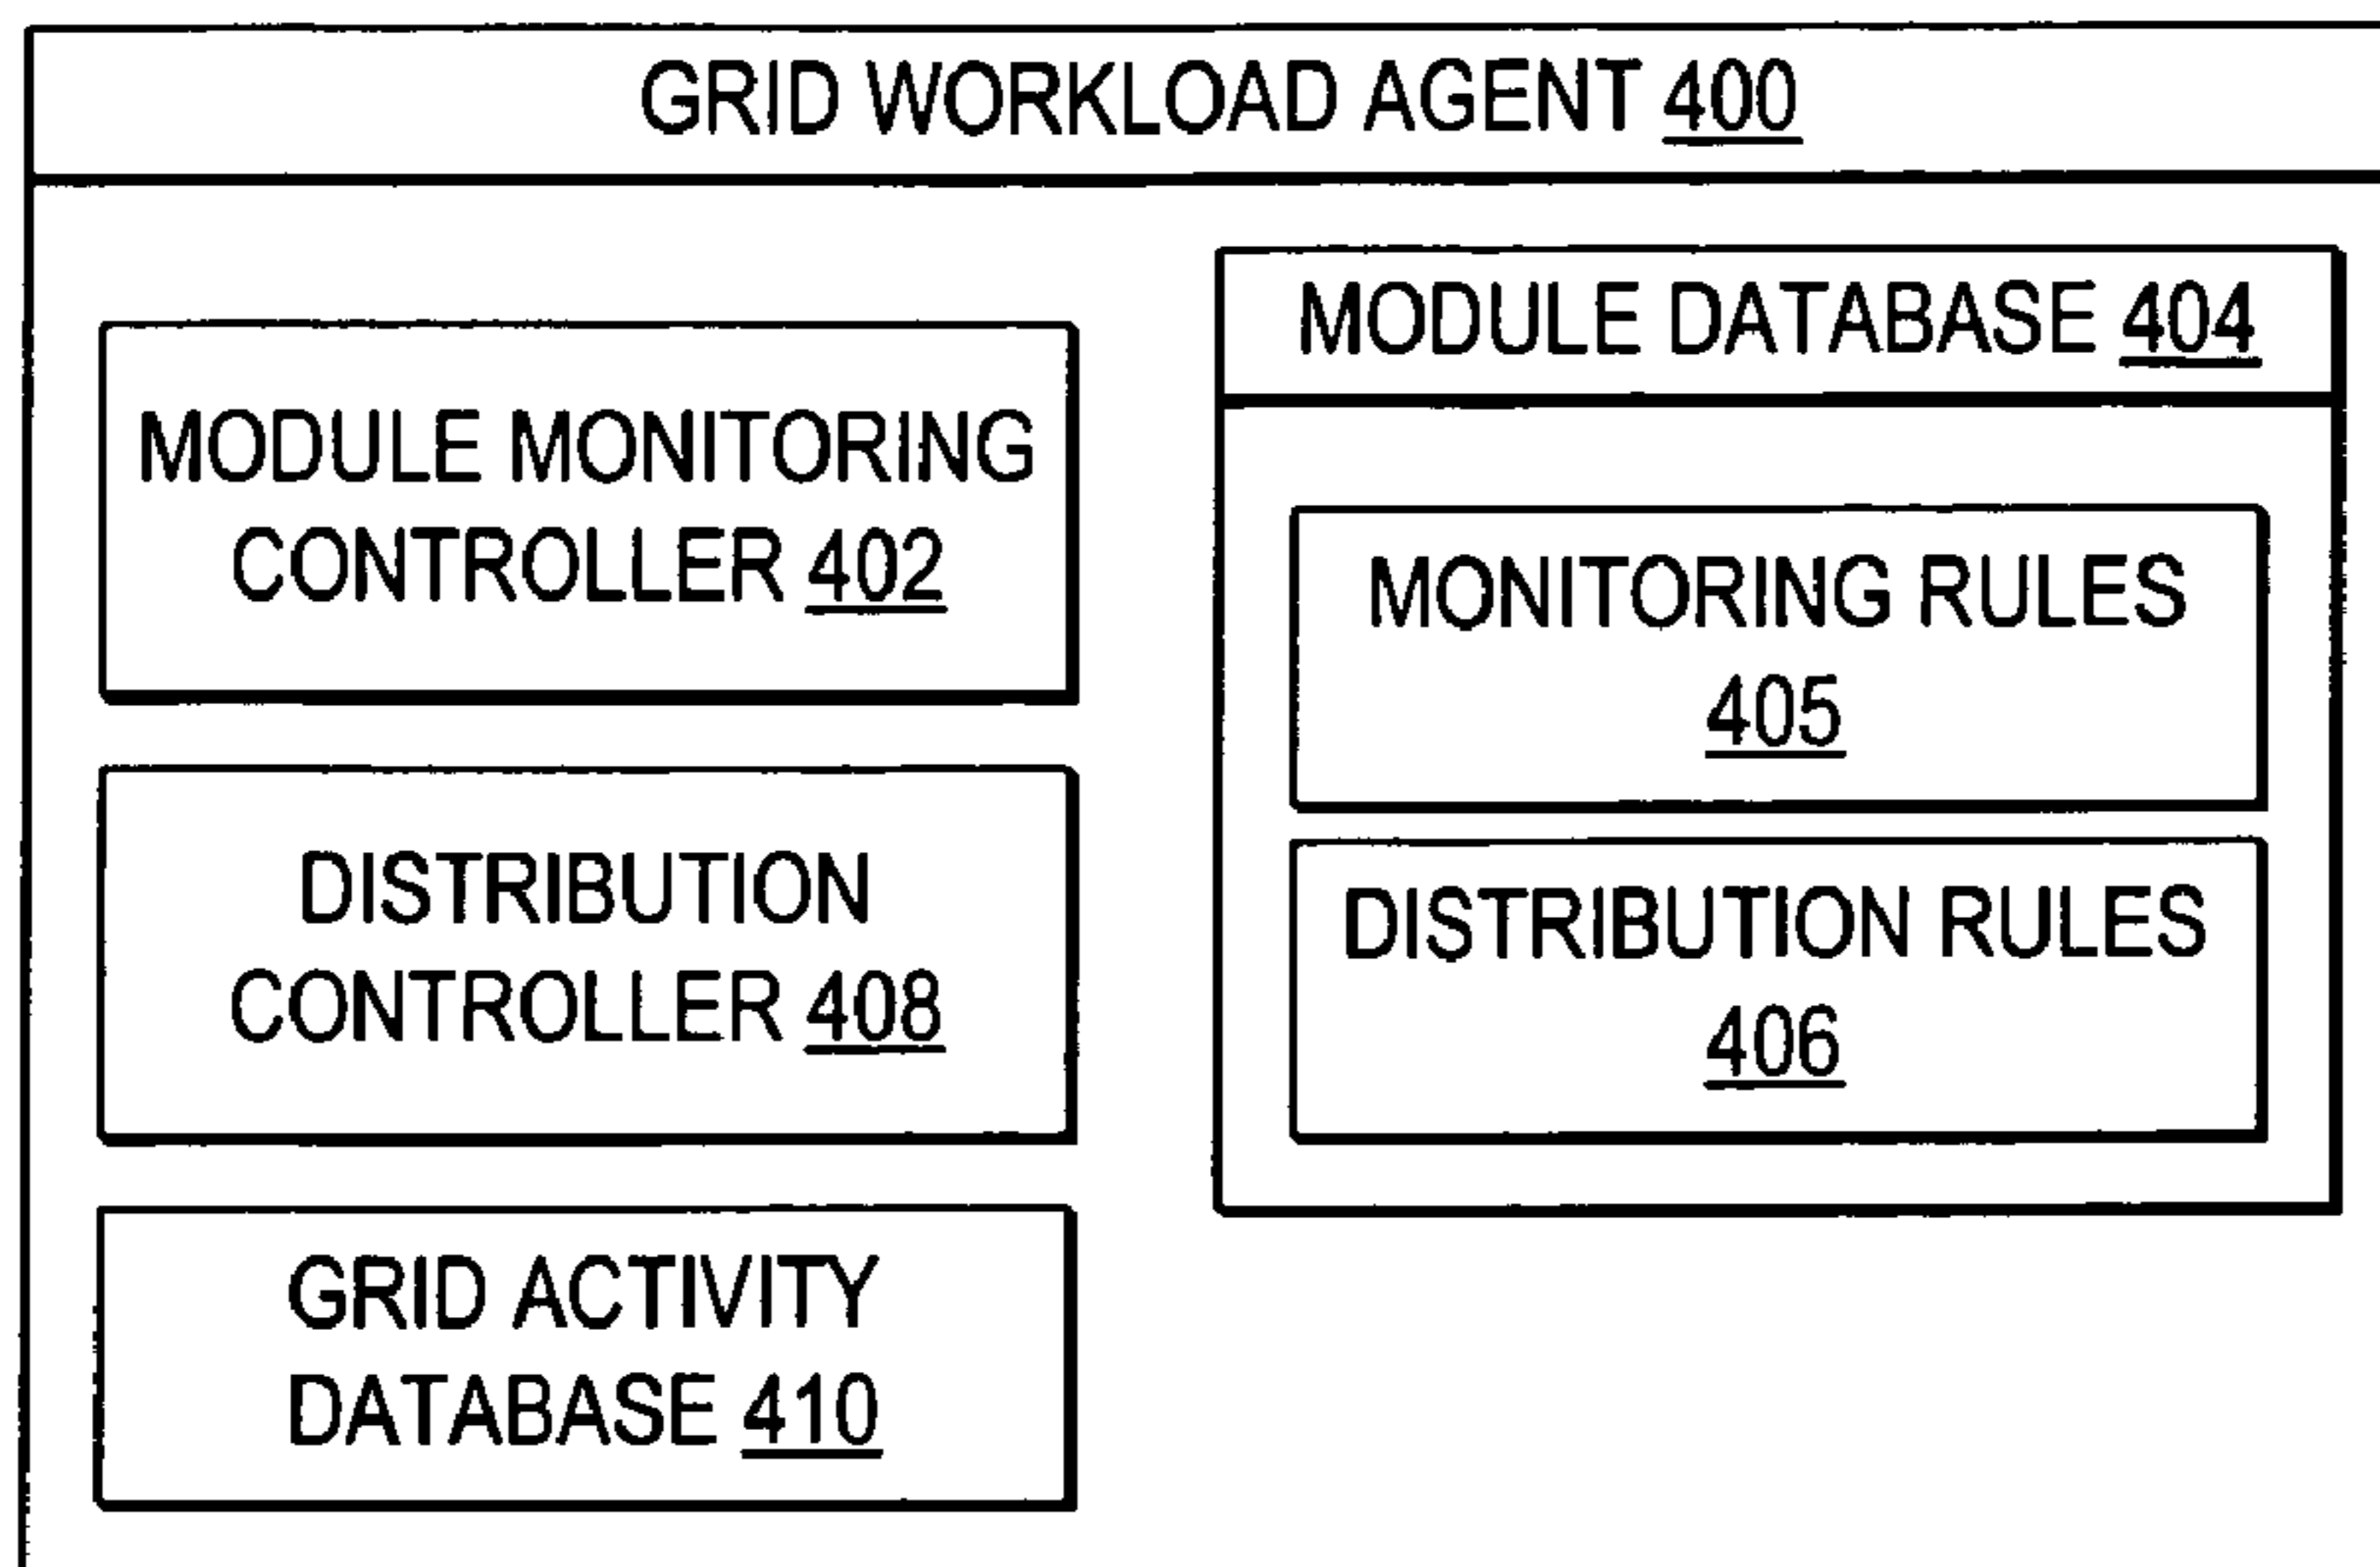 GRID WORKLOAD AGENT 400
MODULE MONITORING
CONTROLLER 402
DISTRIBUTION
CONTROLLER 408
GRID ACTIVITY
DATABASE 410
MODULE DATABASE 404
MONITORING RULES
405
DISTRIBUTION RULES
406